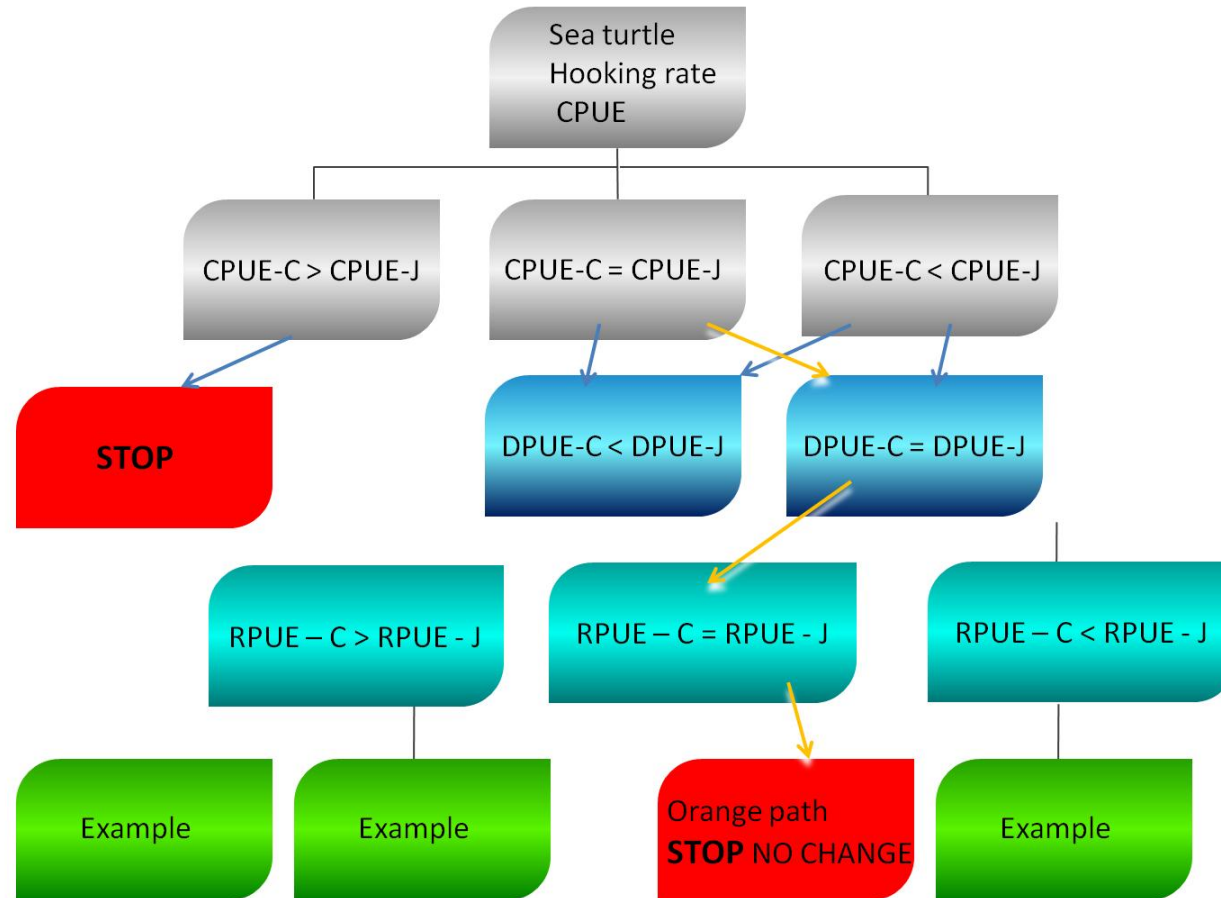 Sea turtle
Hooking rate
CPUE
CPUE-C > CPUE-J
CPUE-C = CPUE-J
CPUE-C < CPUE-J
STOP
DPUE-C < DPUE-J
DPUE-C = DPUE-J
RPUE – C > RPUE - J
RPUE – C = RPUE - J
RPUE – C < RPUE - J
Example
Example
Orange path
STOP NO CHANGE
Example